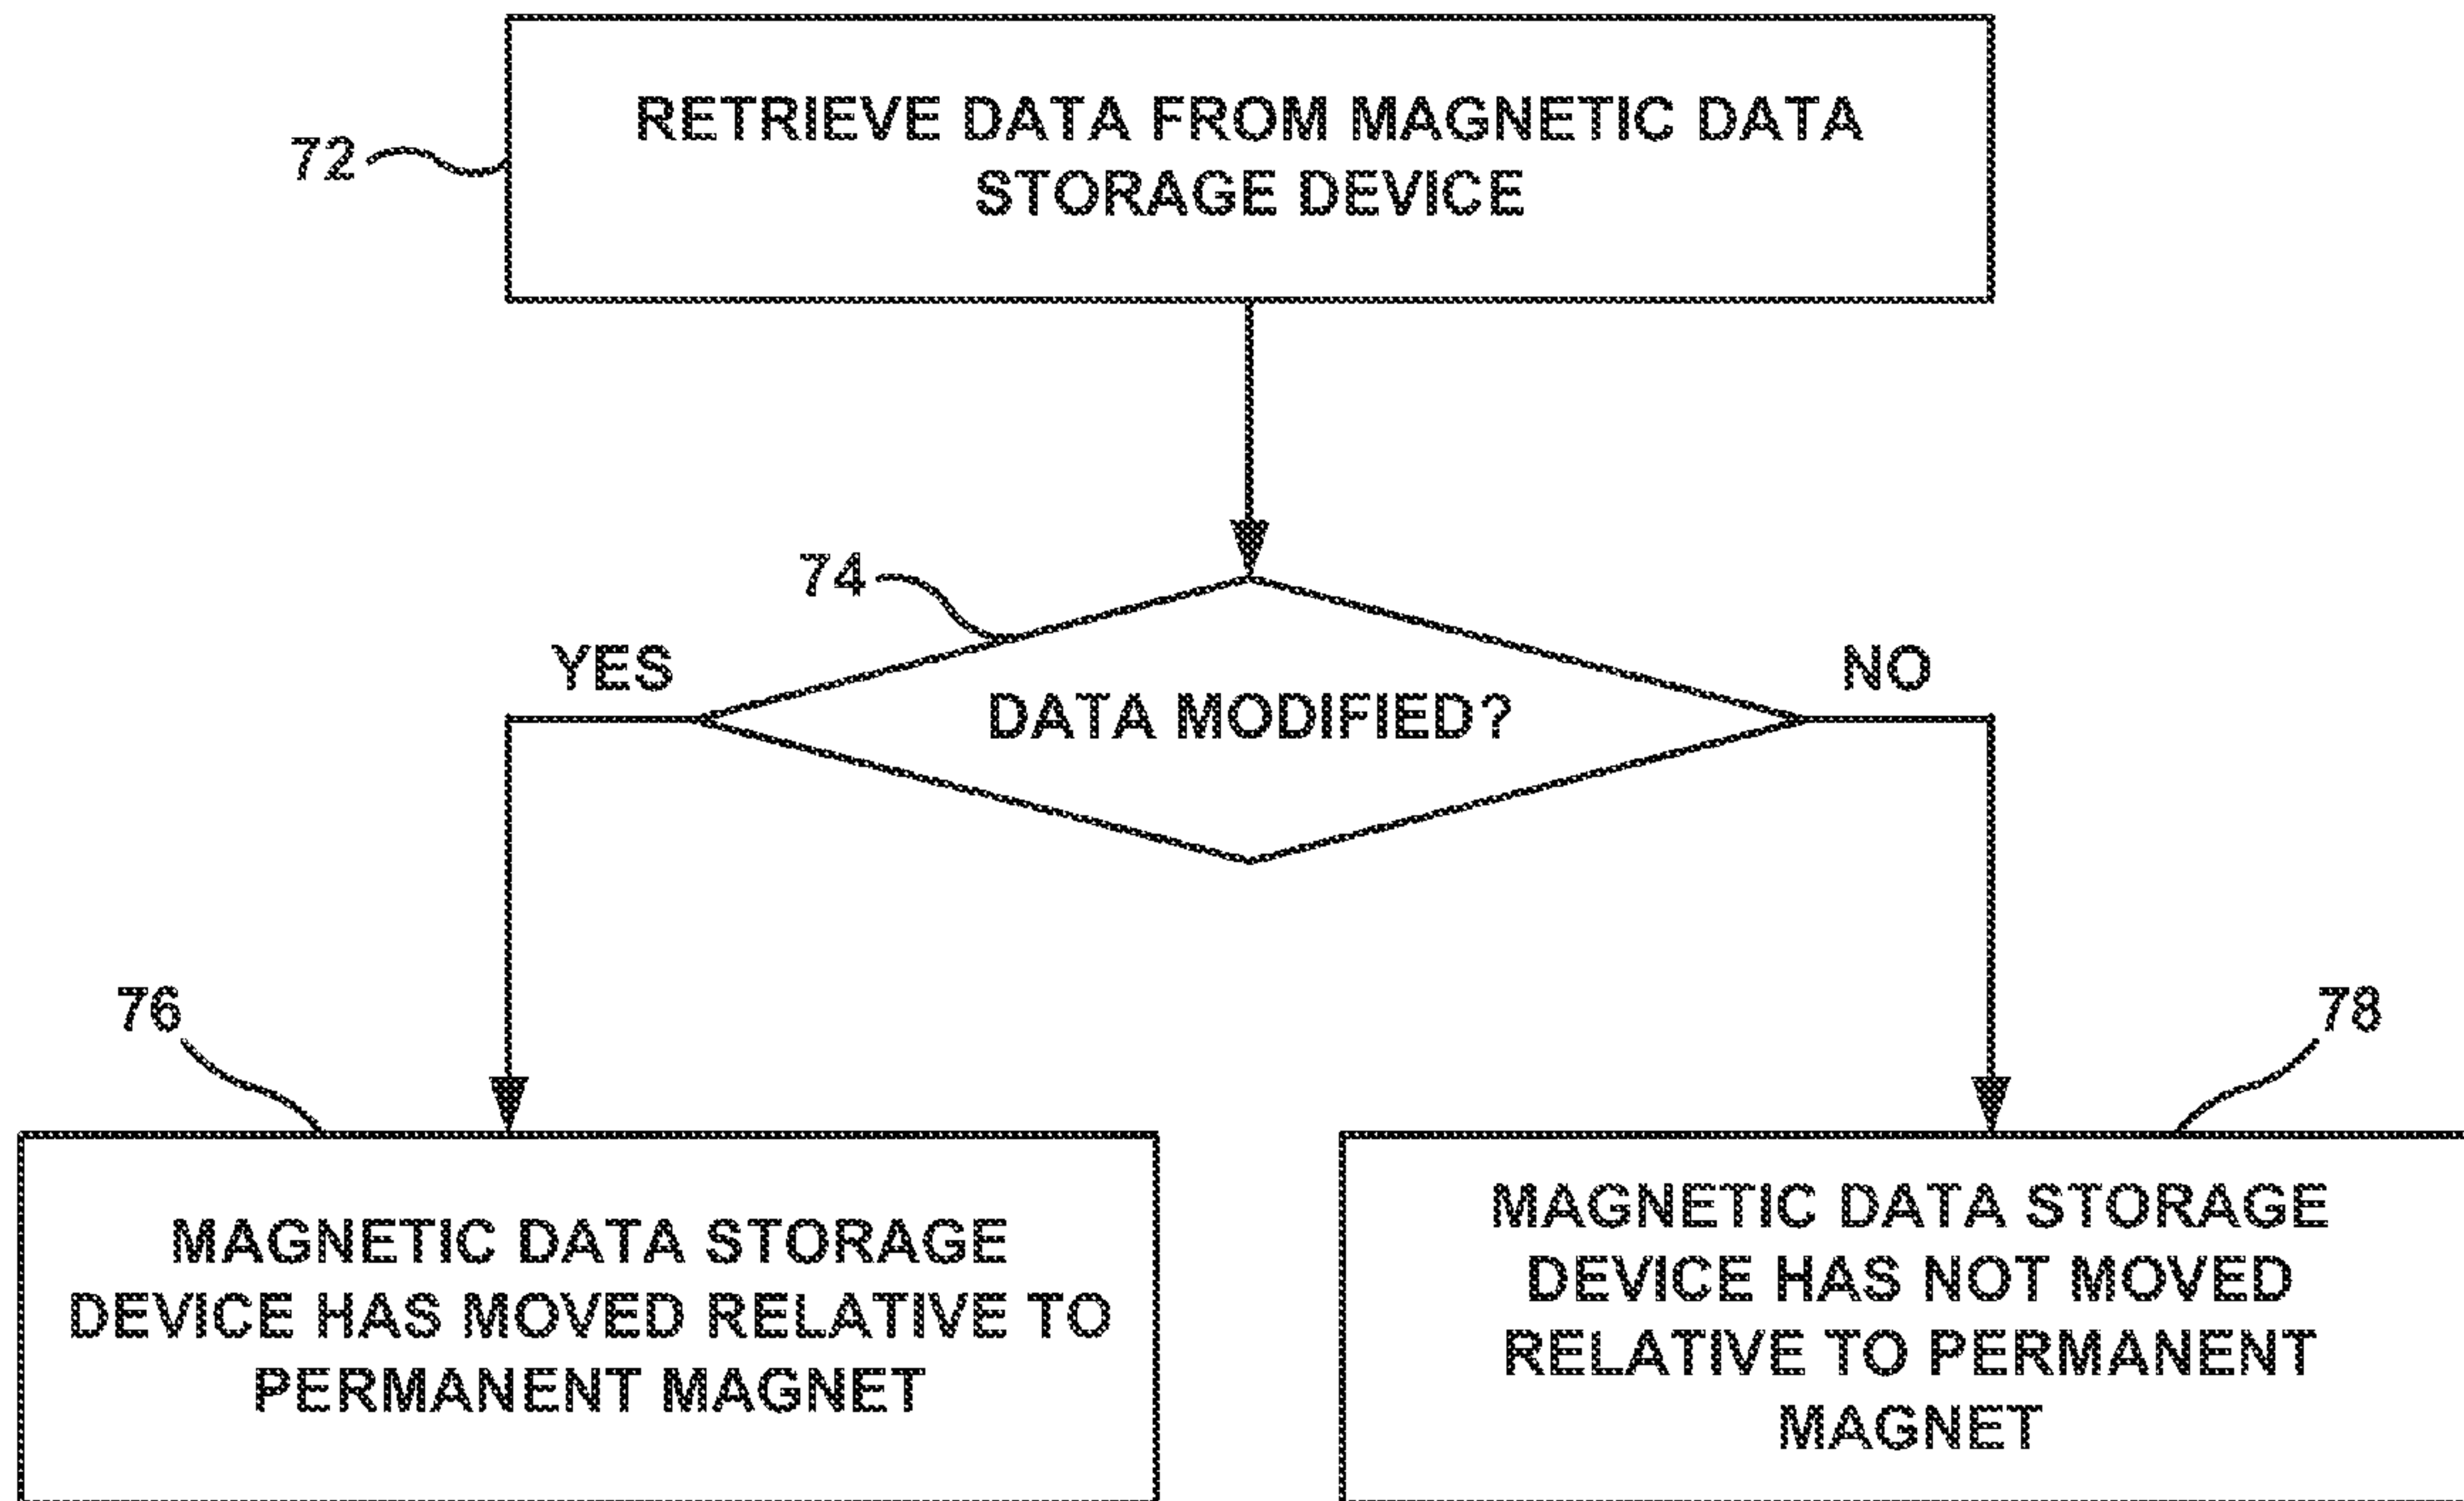 RETRIEVE DATA FROM MAGNETIC DATA
STORAGE DEVICE
72
74
YES
NO
DATA MODIFIED?
76
78
MAGNETIC DATA STORAGE
DEVICE HAS MOVED RELATIVE TO
PERMANENT MAGNET
MAGNETIC DATA STORAGE
DEVICE HAS NOT MOVED
RELATIVE TO PERMANENT
MAGNET